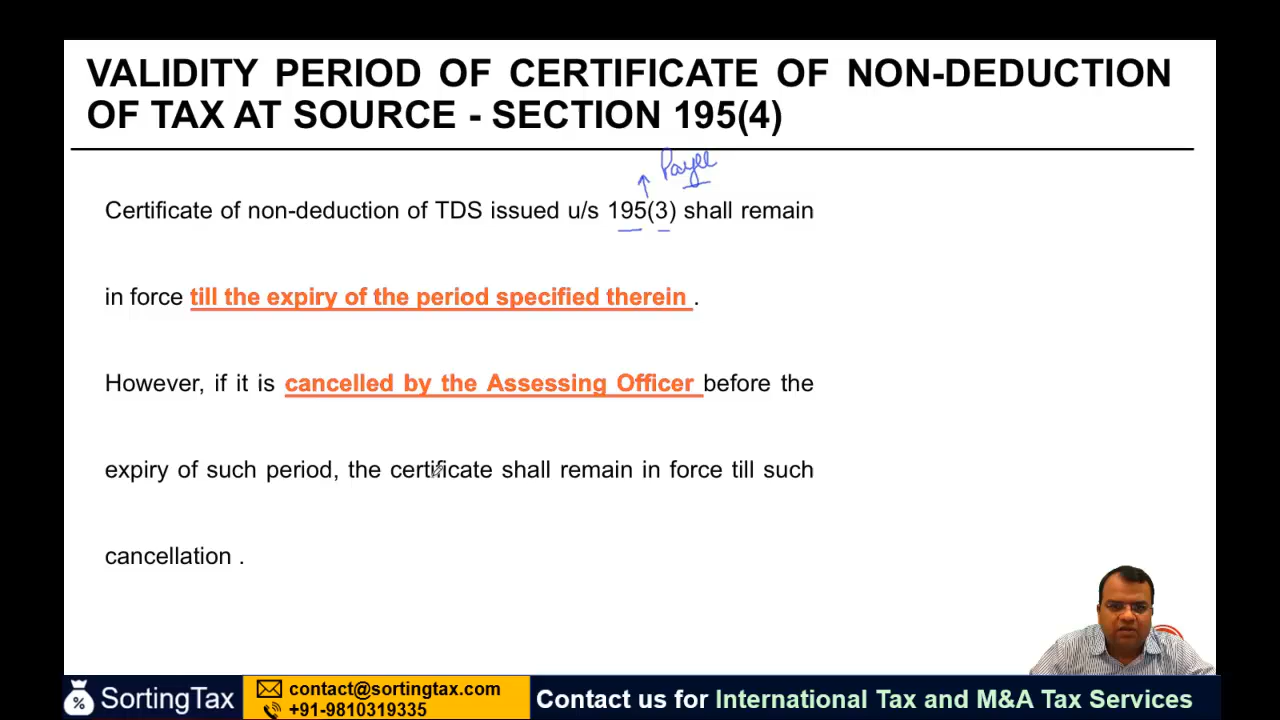 VALIDITY PERIOD OF CERTIFICATE OF NON-DEDUCTION
OF TAX AT SOURCE - SECTION 195(4)
Payee
Certificate of non-deduction of TDS issued u/s 195(3) shall remain
in force till the expiry of the period specified therein .
However, if it is cancelled by the Assessing Officer before the
expiry of such period, the certificate shall remain in force till such
cancellation .
SortingTax
contact@sortingtax.com
+91-9810319335
Contact us for International Tax and M&A Tax Services